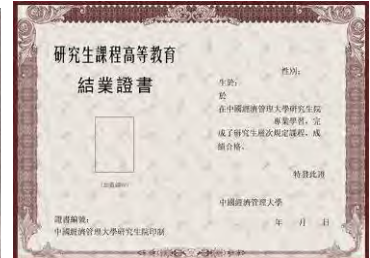 研究生課程高等教育
結業證書
證書編號：
中國經濟管理大學研究生院印制
性別：
生於：
於
在中國經濟管理大學研究生院
專業學習，完
成了研究生層次規定課程，成
績合格。
特發此證
中國經濟管理大學
年 月 日